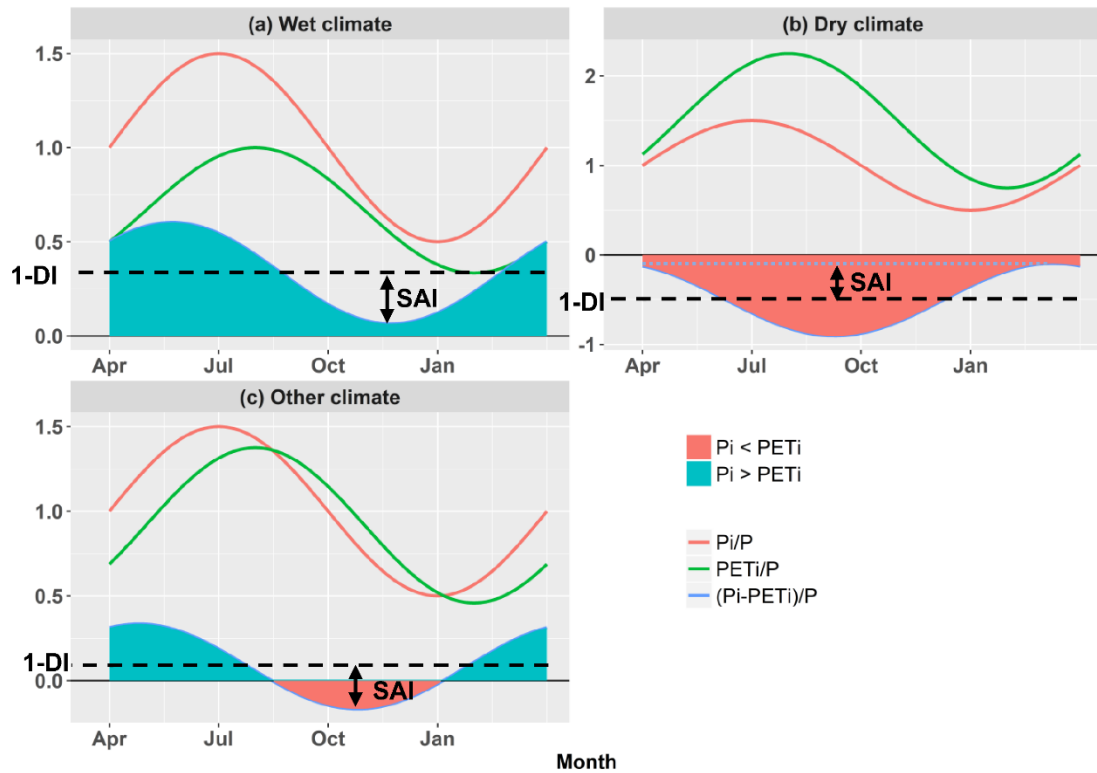 (a) Wet climate
1.5
1.0
0.5
0.0
1-DI
SAI
Apr Jul Oct Jan
(b) Dry climate
2
1
0
-1
1-DI
SAI
Apr Jul Oct Jan
(c) Other climate
1.5
1.0
0.5
0.0
1-DI
SAI
Apr Jul Oct Jan
Pi < PETi
Pi > PETi
Pi/P
PETi/P
(Pi-PETi)/P
Month